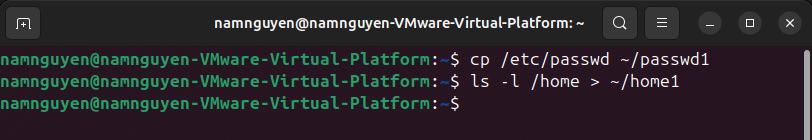 namnguyen@namnguyen-VMware-Virtual-Platform: ~
namnguyen@namnguyen-VMware-Virtual-Platform:~$ cp /etc/passwd ~/passwd1
namnguyen@namnguyen-VMware-Virtual-Platform:~$ ls -l /home > ~/home1
namnguyen@namnguyen-VMware-Virtual-Platform:~$